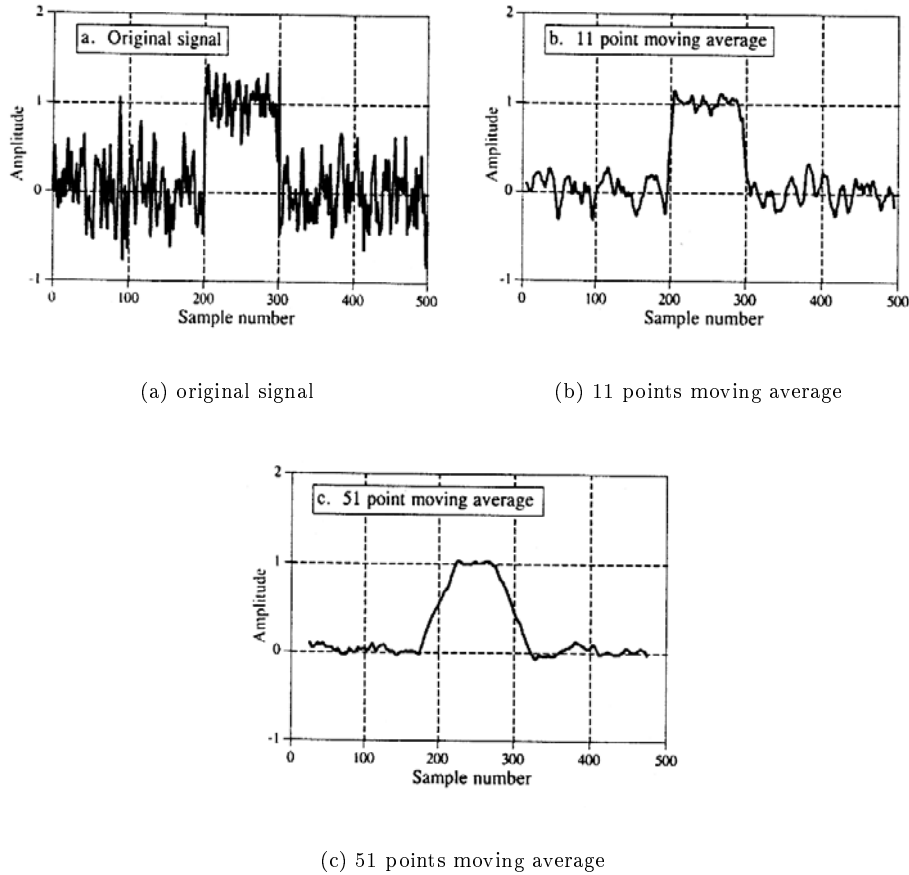 2
a. Original signal
1
Amplitude
0
-1
0 100 200 300 400 500
Sample number
2
b. 11 point moving average
1
Amplitude
0
-1
0 100 200 300 400 500
Sample number
(a) original signal
(b) 11 points moving average
2
c. 51 point moving average
1
Amplitude
0
-1
0 100 200 300 400 500
Sample number
(c) 51 points moving average